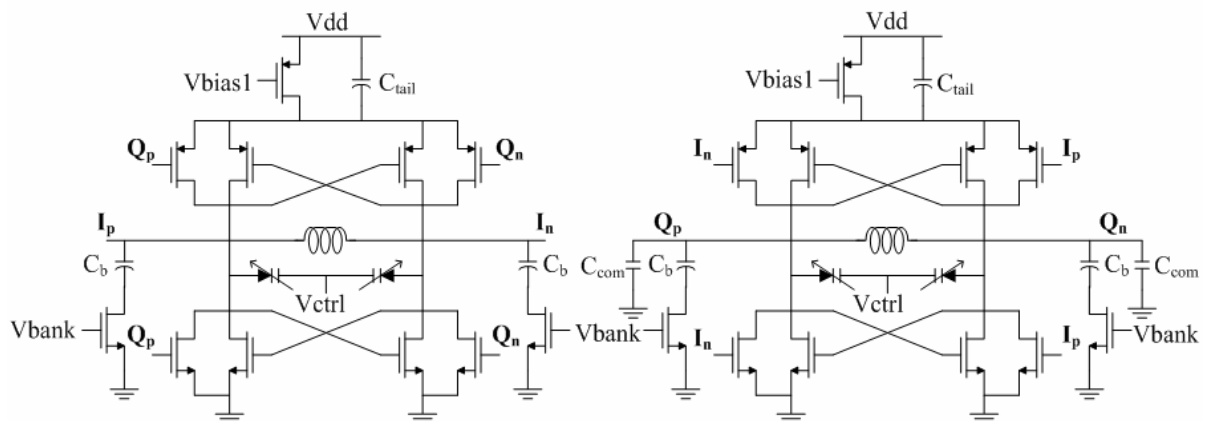 Vdd
Vdd
Vbias1
C_tail
Vbias1
C_tail
Q_p
Q_n
I_n
I_p
I_p
I_n
Q_p
Q_n
C_b
C_b
C_com
C_b
C_b
C_com
Vctrl
Vctrl
Vbank
Q_p
Q_n
Vbank
I_n
I_p
Vbank